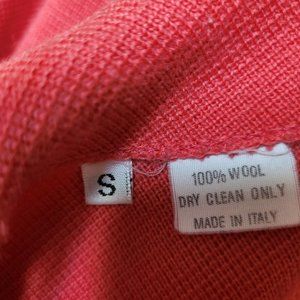 S
100% WOOL
DRY CLEAN ONLY
MADE IN ITALY